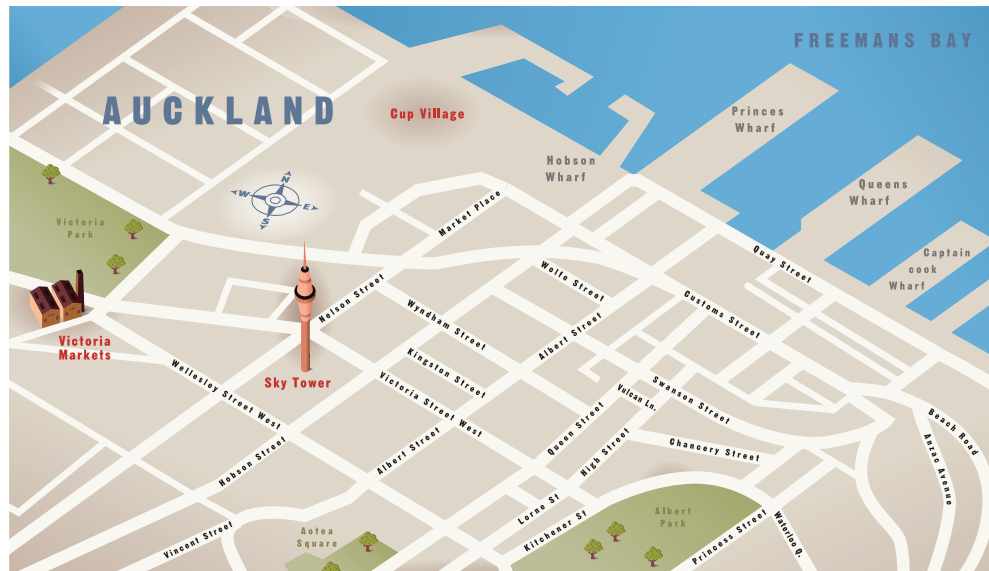 FREEMANS BAY
AUCKLAND
Cup Village
Princes
Wharf
Hobson
Wharf
Queens
Wharf
N
W
E
S
Victoria
Park
Market Place
Quay Street
Captain
cook
Wharf
Wolfe Street
Nelson Street
Customs Street
Wyndham Street
Albert Street
Victoria
Markets
Sky Tower
Kingston Street
Wellesley Street West
Victoria Street West
Vulcan Ln.
Swanson Street
Queen Street
High Street
Chancery Street
Beach Road
Anzac Avenue
Albert Street
Hobson Street
Lorne St
Kitchener St
Albert
Park
Princess Street
Waterloo Q.
Vincent Street
Aotea
Square